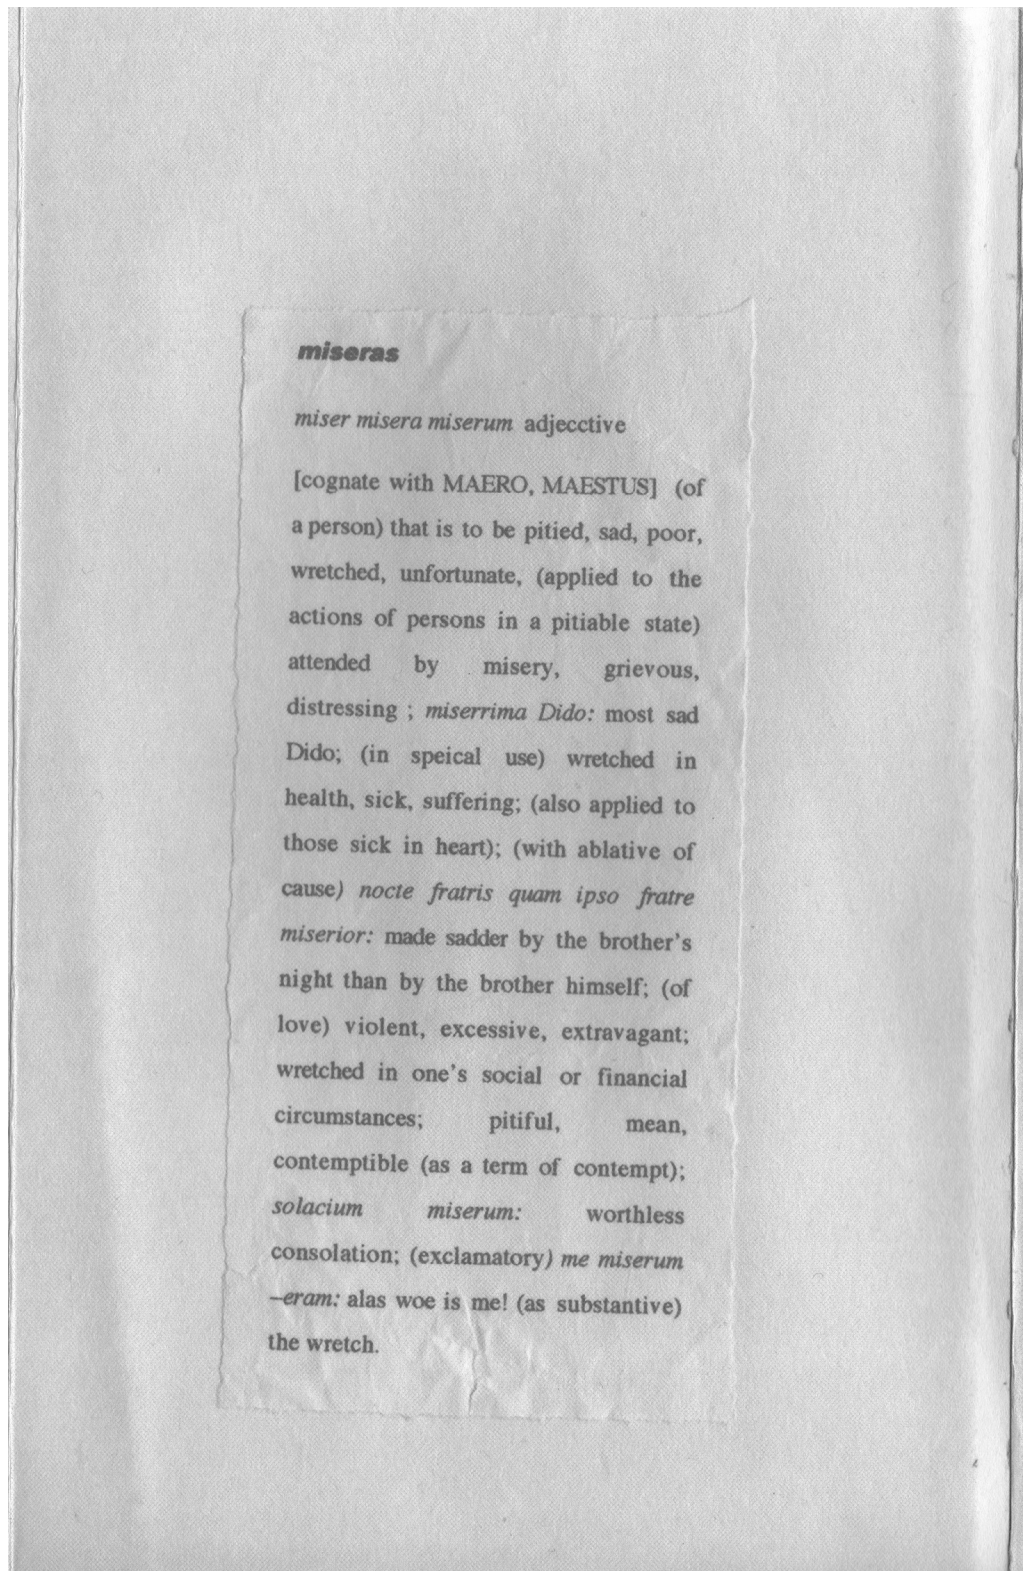 miseras
miser misera miserum adjecctive
[cognate with MAERO, MAESTUS] (of
a person) that is to be pitied, sad, poor,
wretched, unfortunate, (applied to the
actions of persons in a pitiable state)
attended by misery, grievous,
distressing ; miserrima Dido: most sad
Dido; (in speical use) wretched in
health, sick, suffering; (also applied to
those sick in heart); (with ablative of
cause) nocte fratris quam ipso fratre
miserior: made sadder by the brother's
night than by the brother himself; (of
love) violent, excessive, extravagant;
wretched in one's social or financial
circumstances; pitiful, mean,
contemptible (as a term of contempt);
solacium miserum: worthless
consolation; (exclamatory) me miserum
–eram: alas woe is me! (as substantive)
the wretch.